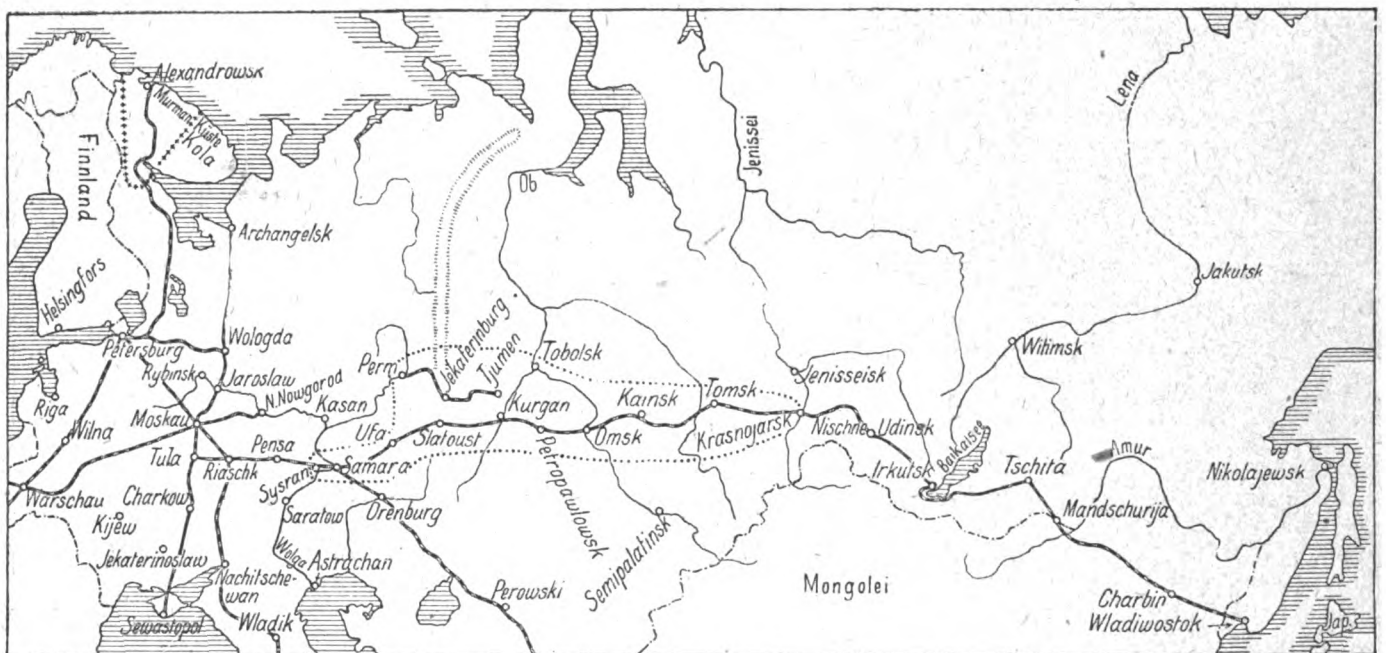 Alexandrowsk
Murman Küste
Kola
Finnland
Lena
Jenissei
Ob
Archangelsk
Helsingfors
Jakutsk
Petersburg
Wologda
Witimsk
Rybinsk
Jaroslaw
Perm
Jekaterinburg
Tjumen
Tobolsk
Jenisseisk
Riga
N. Nowgorod
Kasan
Kurgan
Kainsk
Tomsk
Moskau
Wilna
Ufa
Slatoust
Omsk
Krasnojarsk
Nischne Udinsk
Tula
Riaschk
Pensa
Sysran
Samara
Petropawlowsk
Irkutsk
Baikalsee
Tschita
Amur
Nikolajewsk
Warschau
Charkow
Kijew
Saratow
Orenburg
Semipalatinsk
Mandschurija
Jekaterinoslaw
Wolga
Astrachan
Nachitsche-
wan
Perowski
Mongolei
Charbin
Sewastopol
Wladik
Wladiwostok
Jap.